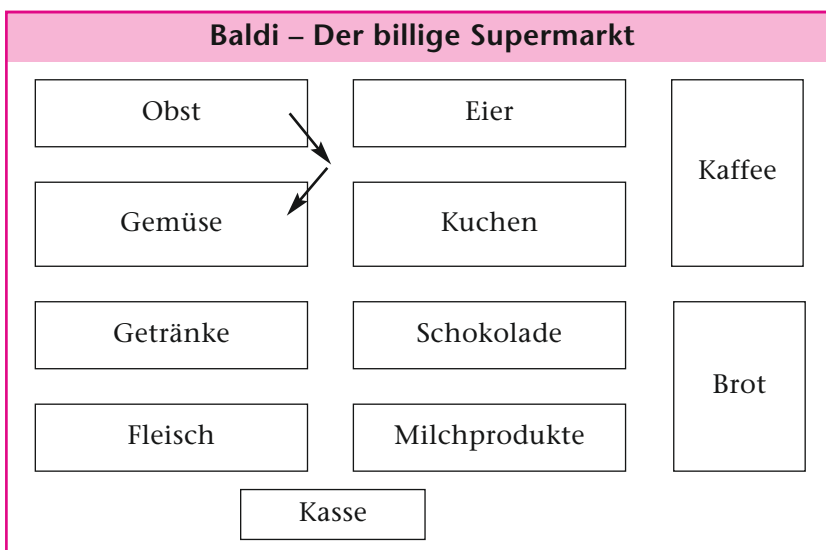 Baldi – Der billige Supermarkt
Obst
Eier
Kaffee
Gemüse
Kuchen
Getränke
Schokolade
Brot
Fleisch
Milchprodukte
Kasse